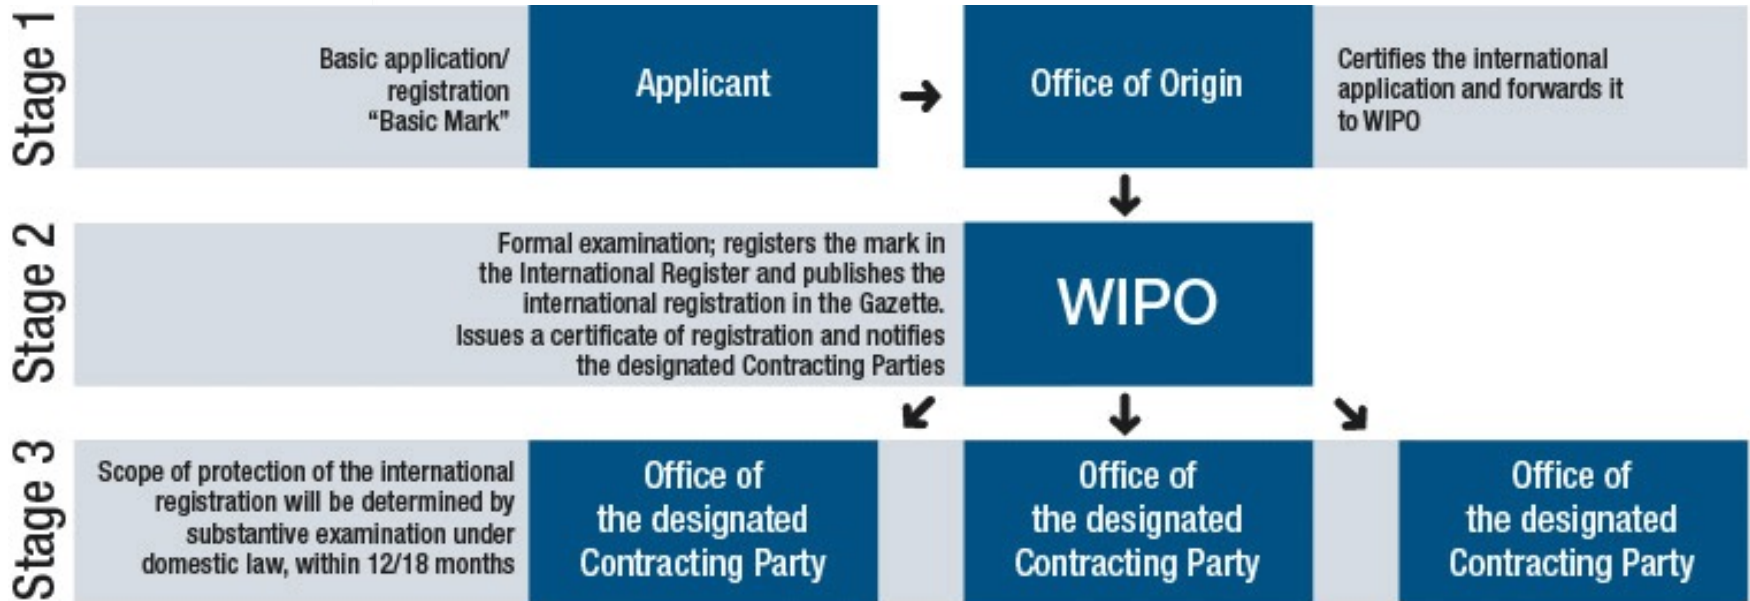 Stage 1
Basic application/
registration
“Basic Mark”
Applicant
Office of Origin
Certifies the international
application and forwards it
to WIPO
Stage 2
Formal examination; registers the mark in
the International Register and publishes the
international registration in the Gazette.
Issues a certificate of registration and notifies
the designated Contracting Parties
WIPO
Stage 3
Scope of protection of the international
registration will be determined by
substantive examination under
domestic law, within 12/18 months
Office of
the designated
Contracting Party
Office of
the designated
Contracting Party
Office of
the designated
Contracting Party